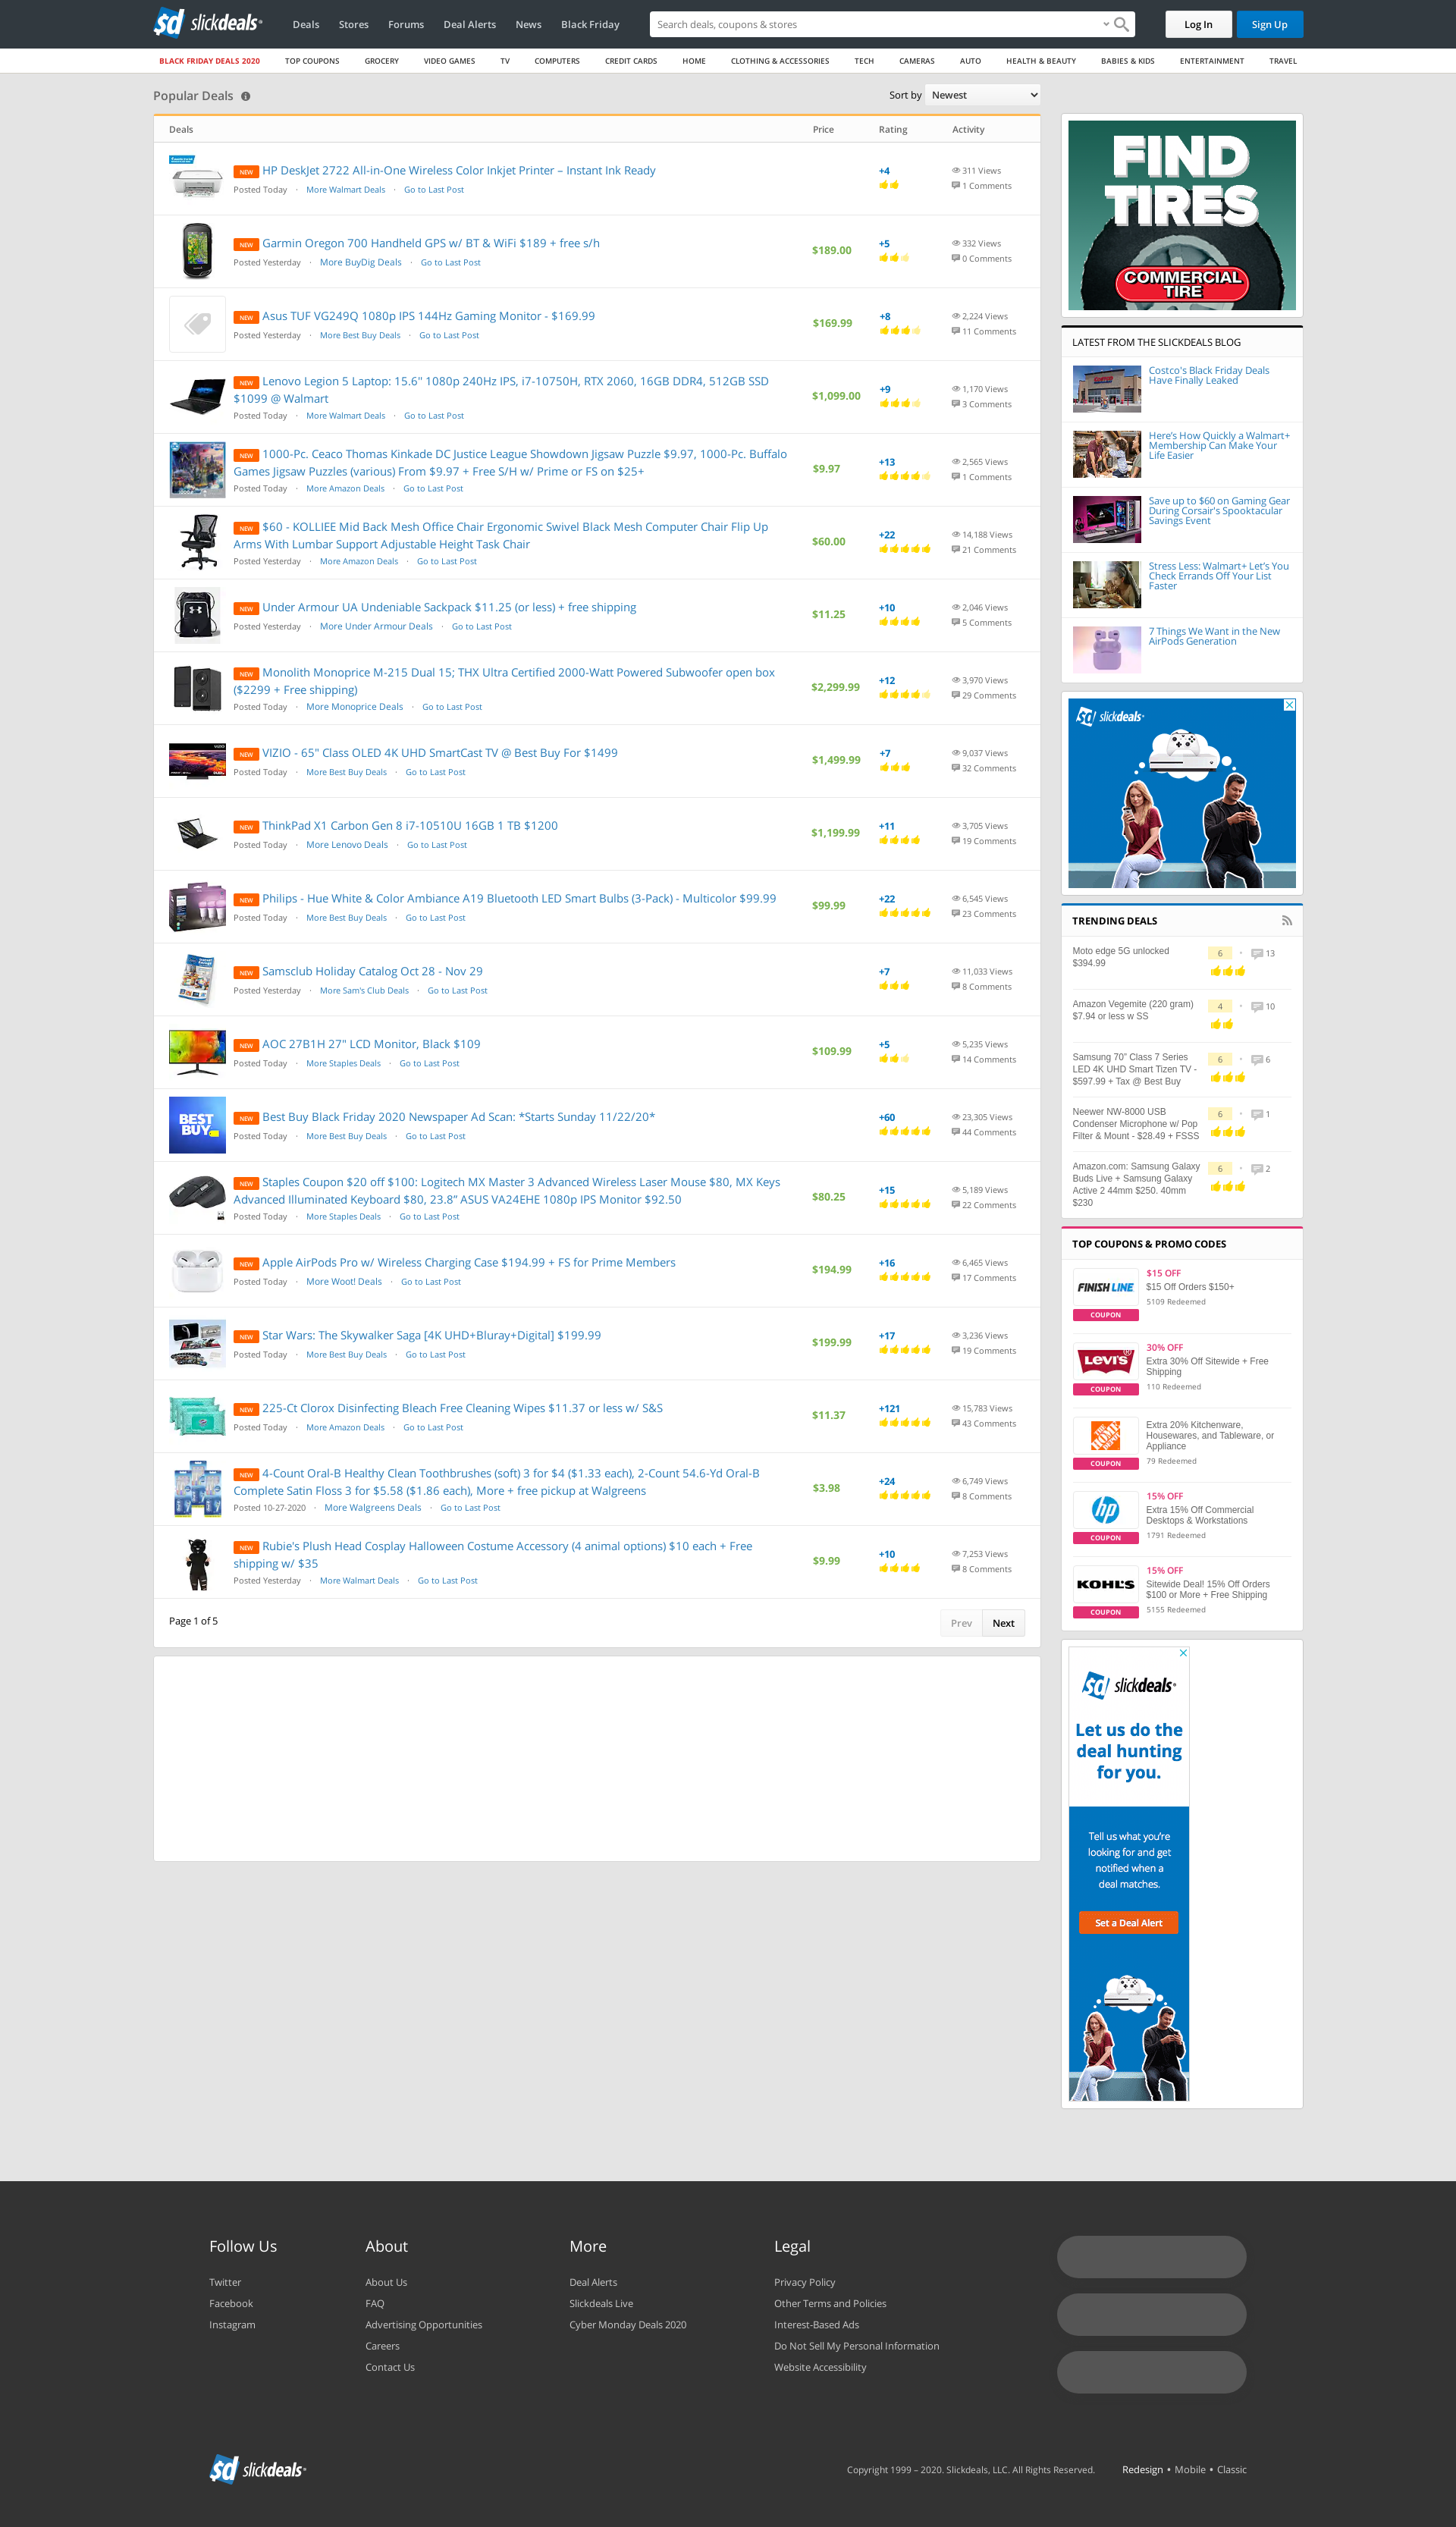 slickdeals
Deals Stores Forums Deal Alerts News Black Friday
Search deals, coupons & stores
Log In Sign Up
BLACK FRIDAY DEALS 2020 TOP COUPONS GROCERY VIDEO GAMES TV COMPUTERS CREDIT CARDS HOME CLOTHING & ACCESSORIES TECH CAMERAS AUTO HEALTH & BEAUTY BABIES & KIDS ENTERTAINMENT TRAVEL
Popular Deals
Sort by Newest
Deals Price Rating Activity
NEW HP DeskJet 2722 All-in-One Wireless Color Inkjet Printer – Instant Ink Ready
Posted Today · More Walmart Deals · Go to Last Post
+4
311 Views
1 Comments
NEW Garmin Oregon 700 Handheld GPS w/ BT & WiFi $189 + free s/h
Posted Yesterday · More BuyDig Deals · Go to Last Post
$189.00
+5
332 Views
0 Comments
NEW Asus TUF VG249Q 1080p IPS 144Hz Gaming Monitor - $169.99
Posted Yesterday · More Best Buy Deals · Go to Last Post
$169.99
+8
2,224 Views
11 Comments
NEW Lenovo Legion 5 Laptop: 15.6'' 1080p 240Hz IPS, i7-10750H, RTX 2060, 16GB DDR4, 512GB SSD
$1099 @ Walmart
Posted Today · More Walmart Deals · Go to Last Post
$1,099.00
+9
1,170 Views
3 Comments
NEW 1000-Pc. Ceaco Thomas Kinkade DC Justice League Showdown Jigsaw Puzzle $9.97, 1000-Pc. Buffalo
Games Jigsaw Puzzles (various) From $9.97 + Free S/H w/ Prime or FS on $25+
Posted Today · More Amazon Deals · Go to Last Post
$9.97
+13
2,565 Views
1 Comments
NEW $60 - KOLLIEE Mid Back Mesh Office Chair Ergonomic Swivel Black Mesh Computer Chair Flip Up
Arms With Lumbar Support Adjustable Height Task Chair
Posted Yesterday · More Amazon Deals · Go to Last Post
$60.00
+22
14,188 Views
21 Comments
NEW Under Armour UA Undeniable Sackpack $11.25 (or less) + free shipping
Posted Yesterday · More Under Armour Deals · Go to Last Post
$11.25
+10
2,046 Views
5 Comments
NEW Monolith Monoprice M-215 Dual 15; THX Ultra Certified 2000-Watt Powered Subwoofer open box
($2299 + Free shipping)
Posted Today · More Monoprice Deals · Go to Last Post
$2,299.99
+12
3,970 Views
29 Comments
NEW VIZIO - 65" Class OLED 4K UHD SmartCast TV @ Best Buy For $1499
Posted Today · More Best Buy Deals · Go to Last Post
$1,499.99
+7
9,037 Views
32 Comments
NEW ThinkPad X1 Carbon Gen 8 i7-10510U 16GB 1 TB $1200
Posted Today · More Lenovo Deals · Go to Last Post
$1,199.99
+11
3,705 Views
19 Comments
NEW Philips - Hue White & Color Ambiance A19 Bluetooth LED Smart Bulbs (3-Pack) - Multicolor $99.99
Posted Today · More Best Buy Deals · Go to Last Post
$99.99
+22
6,545 Views
23 Comments
NEW Samsclub Holiday Catalog Oct 28 - Nov 29
Posted Yesterday · More Sam's Club Deals · Go to Last Post
+7
11,033 Views
8 Comments
NEW AOC 27B1H 27" LCD Monitor, Black $109
Posted Today · More Staples Deals · Go to Last Post
$109.99
+5
5,235 Views
14 Comments
BEST
BUY
NEW Best Buy Black Friday 2020 Newspaper Ad Scan: *Starts Sunday 11/22/20*
Posted Today · More Best Buy Deals · Go to Last Post
+60
23,305 Views
44 Comments
NEW Staples Coupon $20 off $100: Logitech MX Master 3 Advanced Wireless Laser Mouse $80, MX Keys
Advanced Illuminated Keyboard $80, 23.8” ASUS VA24EHE 1080p IPS Monitor $92.50
Posted Today · More Staples Deals · Go to Last Post
$80.25
+15
5,189 Views
22 Comments
NEW Apple AirPods Pro w/ Wireless Charging Case $194.99 + FS for Prime Members
Posted Today · More Woot! Deals · Go to Last Post
$194.99
+16
6,465 Views
17 Comments
NEW Star Wars: The Skywalker Saga [4K UHD+Bluray+Digital] $199.99
Posted Today · More Best Buy Deals · Go to Last Post
$199.99
+17
3,236 Views
19 Comments
NEW 225-Ct Clorox Disinfecting Bleach Free Cleaning Wipes $11.37 or less w/ S&S
Posted Today · More Amazon Deals · Go to Last Post
$11.37
+121
15,783 Views
43 Comments
NEW 4-Count Oral-B Healthy Clean Toothbrushes (soft) 3 for $4 ($1.33 each), 2-Count 54.6-Yd Oral-B
Complete Satin Floss 3 for $5.58 ($1.86 each), More + free pickup at Walgreens
Posted 10-27-2020 · More Walgreens Deals · Go to Last Post
$3.98
+24
6,749 Views
8 Comments
NEW Rubie's Plush Head Cosplay Halloween Costume Accessory (4 animal options) $10 each + Free
shipping w/ $35
Posted Yesterday · More Walmart Deals · Go to Last Post
$9.99
+10
7,253 Views
8 Comments
Page 1 of 5
Prev Next
FIND
TIRES
COMMERCIAL
TIRE
LATEST FROM THE SLICKDEALS BLOG
Costco's Black Friday Deals
Have Finally Leaked
Here’s How Quickly a Walmart+
Membership Can Make Your
Life Easier
Save up to $60 on Gaming Gear
During Corsair's Spooktacular
Savings Event
Stress Less: Walmart+ Let’s You
Check Errands Off Your List
Faster
7 Things We Want in the New
AirPods Generation
slickdeals
TRENDING DEALS
Moto edge 5G unlocked
$394.99
6 · 13
Amazon Vegemite (220 gram)
$7.94 or less w SS
4 · 10
Samsung 70” Class 7 Series
LED 4K UHD Smart Tizen TV -
$597.99 + Tax @ Best Buy
6 · 6
Neewer NW-8000 USB
Condenser Microphone w/ Pop
Filter & Mount - $28.49 + FSSS
6 · 1
Amazon.com: Samsung Galaxy
Buds Live + Samsung Galaxy
Active 2 44mm $250. 40mm
$230
6 · 2
TOP COUPONS & PROMO CODES
FINISH LINE
COUPON
$15 OFF
$15 Off Orders $150+
5109 Redeemed
LEVI'S
COUPON
30% OFF
Extra 30% Off Sitewide + Free
Shipping
110 Redeemed
THE HOME DEPOT
COUPON
Extra 20% Kitchenware,
Housewares, and Tableware, or
Appliance
79 Redeemed
hp
COUPON
15% OFF
Extra 15% Off Commercial
Desktops & Workstations
1791 Redeemed
KOHL'S
COUPON
15% OFF
Sitewide Deal! 15% Off Orders
$100 or More + Free Shipping
5155 Redeemed
slickdeals
Let us do the
deal hunting
for you.
Tell us what you’re
looking for and get
notified when a
deal matches.
Set a Deal Alert
Follow Us
Twitter
Facebook
Instagram
About
About Us
FAQ
Advertising Opportunities
Careers
Contact Us
More
Deal Alerts
Slickdeals Live
Cyber Monday Deals 2020
Legal
Privacy Policy
Other Terms and Policies
Interest-Based Ads
Do Not Sell My Personal Information
Website Accessibility
slickdeals
Copyright 1999 – 2020. Slickdeals, LLC. All Rights Reserved.
Redesign • Mobile • Classic